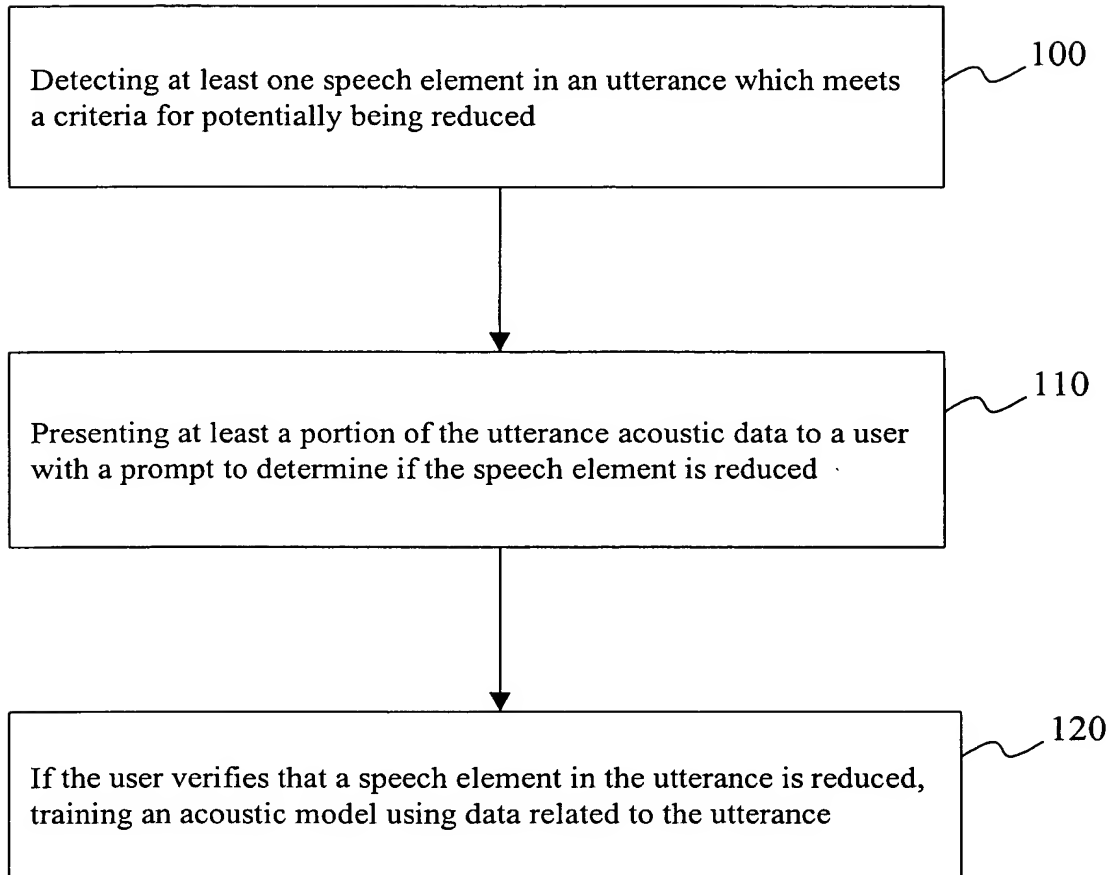 100
Detecting at least one speech element in an utterance which meets
a criteria for potentially being reduced
110
Presenting at least a portion of the utterance acoustic data to a user
with a prompt to determine if the speech element is reduced
120
If the user verifies that a speech element in the utterance is reduced,
training an acoustic model using data related to the utterance